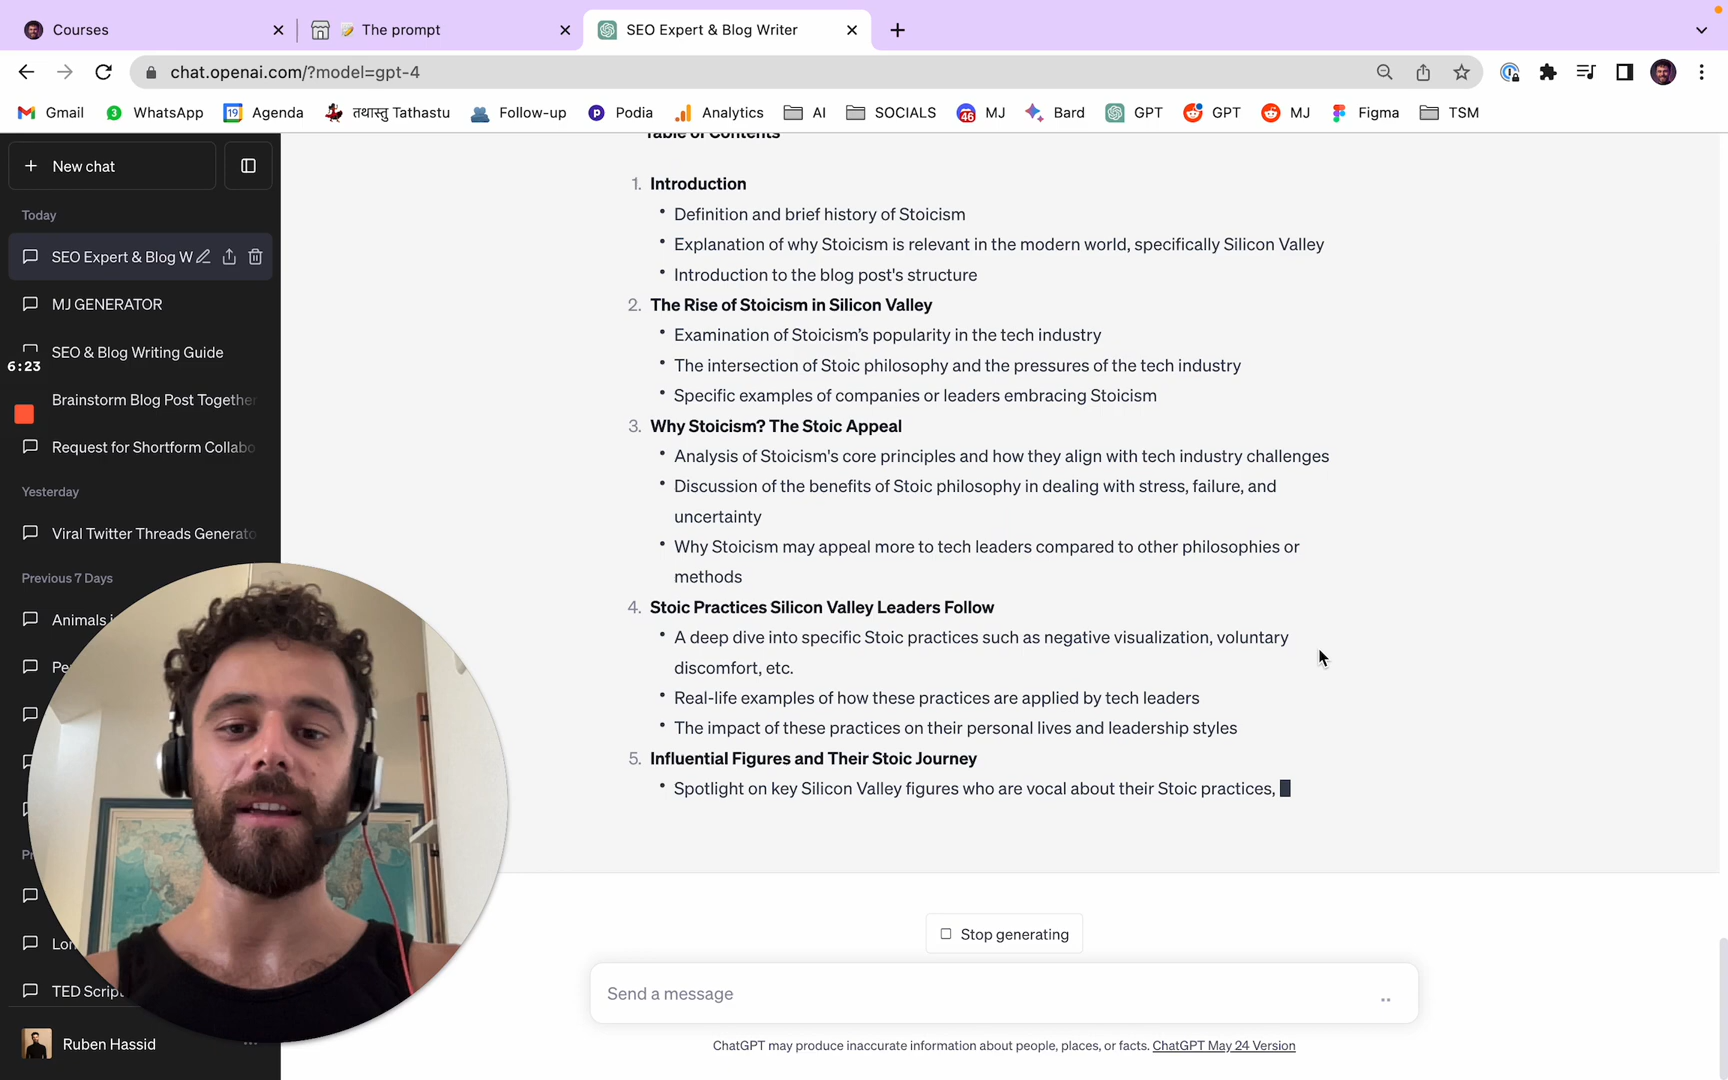 Courses
The prompt
SEO Expert & Blog Writer
chat.openai.com/?model=gpt-4
Gmail
3
WhatsApp
19
Agenda
तथास्तु Tathastu
Follow-up
Podia
Analytics
AI
SOCIALS
46
MJ
Bard
GPT
GPT
MJ
Figma
TSM
New chat
Today
SEO Expert & Blog W
MJ GENERATOR
6:23
SEO & Blog Writing Guide
Brainstorm Blog Post Together
Request for Shortform Collabo
Yesterday
Viral Twitter Threads Generato
Previous 7 Days
Animals
TED Scrip
Ruben Hassid
Table of Contents
1. Introduction
• Definition and brief history of Stoicism
• Explanation of why Stoicism is relevant in the modern world, specifically Silicon Valley
• Introduction to the blog post's structure
2. The Rise of Stoicism in Silicon Valley
• Examination of Stoicism’s popularity in the tech industry
• The intersection of Stoic philosophy and the pressures of the tech industry
• Specific examples of companies or leaders embracing Stoicism
3. Why Stoicism? The Stoic Appeal
• Analysis of Stoicism's core principles and how they align with tech industry challenges
• Discussion of the benefits of Stoic philosophy in dealing with stress, failure, and
uncertainty
• Why Stoicism may appeal more to tech leaders compared to other philosophies or
methods
4. Stoic Practices Silicon Valley Leaders Follow
• A deep dive into specific Stoic practices such as negative visualization, voluntary
discomfort, etc.
• Real-life examples of how these practices are applied by tech leaders
• The impact of these practices on their personal lives and leadership styles
5. Influential Figures and Their Stoic Journey
• Spotlight on key Silicon Valley figures who are vocal about their Stoic practices,
Stop generating
Send a message
ChatGPT may produce inaccurate information about people, places, or facts. ChatGPT May 24 Version